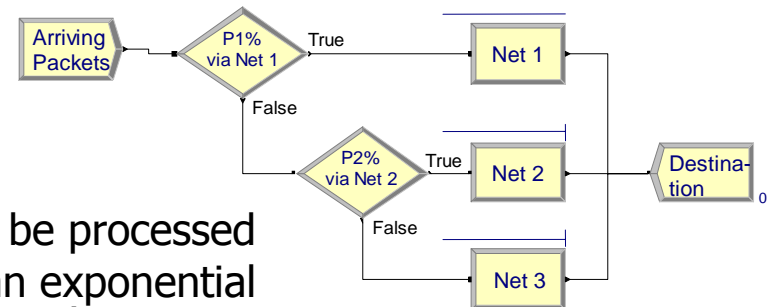 Arriving
Packets
P1%
via Net 1
True
Net 1
False
P2%
via Net 2
True
Net 2
Destina-
tion
0
False
Net 3
be processed
an exponential